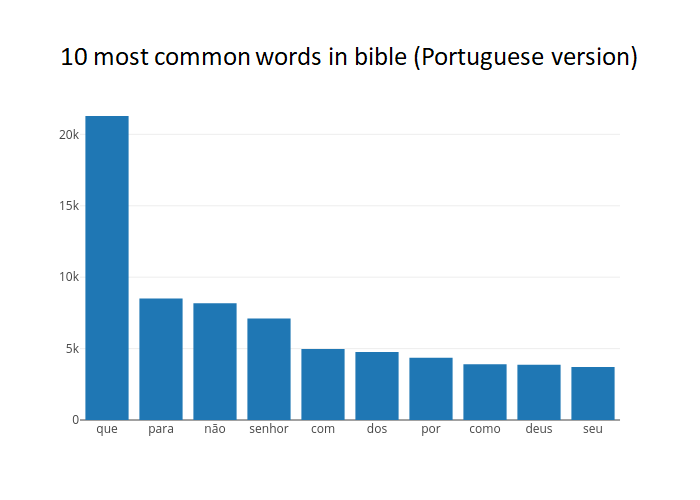 10 most common words in bible (Portuguese version)
20k
15k
10k
5k
0
que para não senhor com dos por como deus seu